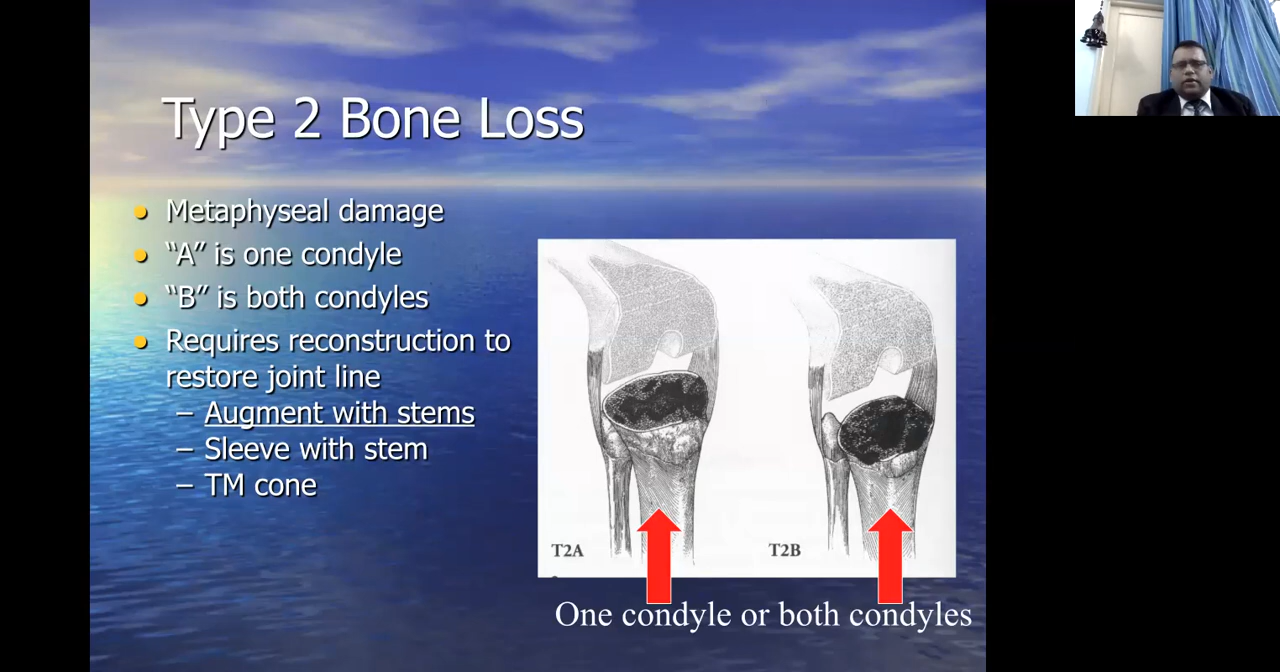 Type 2 Bone Loss
• Metaphyseal damage
• “A” is one condyle
• “B” is both condyles
• Requires reconstruction to
restore joint line
– Augment with stems
– Sleeve with stem
– TM cone
T2A
T2B
One condyle or both condyles